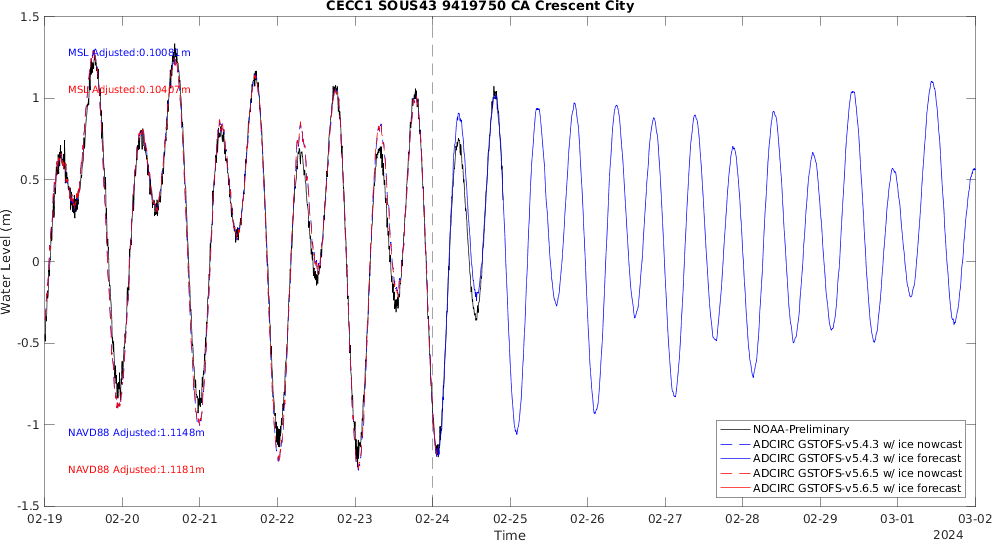 CECC1 SOUS43 9419750 CA Crescent City
1.5
1
0.5
0
-0.5
-1
-1.5
Water Level (m)
MSL Adjusted:0.10081m
MSL Adjusted:0.10407m
NAVD88 Adjusted:1.1148m
NAVD88 Adjusted:1.1181m
NOAA-Preliminary
ADCIRC GSTOFS-v5.4.3 w/ ice nowcast
ADCIRC GSTOFS-v5.4.3 w/ ice forecast
ADCIRC GSTOFS-v5.6.5 w/ ice nowcast
ADCIRC GSTOFS-v5.6.5 w/ ice forecast
02-19 02-20 02-21 02-22 02-23 02-24 02-25 02-26 02-27 02-28 02-29 03-01 03-02
Time
2024